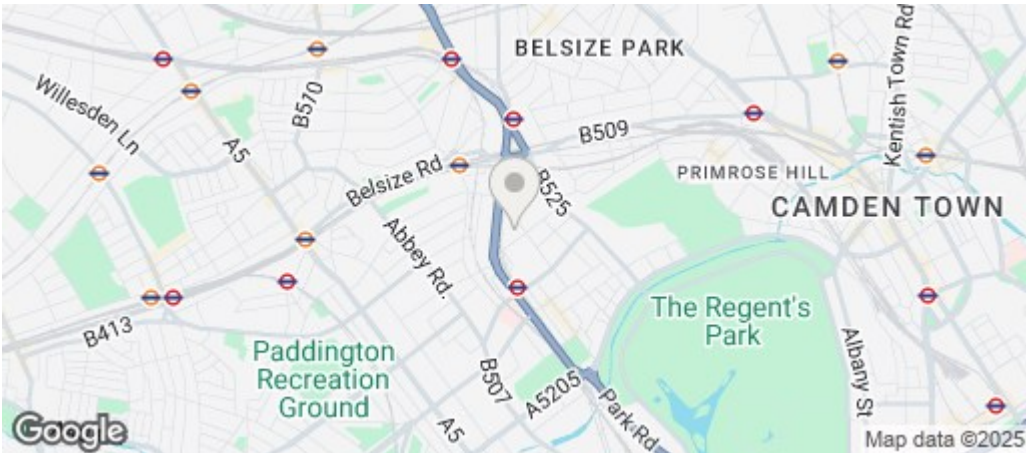 BELSIZE PARK
Kentish Town Rd
Willesden Ln
B510
A5
B509
Belsize Rd
B525
PRIMROSE HILL
CAMDEN TOWN
Abbey Rd.
The Regent's
Park
B413
Paddington
Recreation
Ground
B507
A5205
Albany St
A5
Park Rd
Google
Map data ©2025